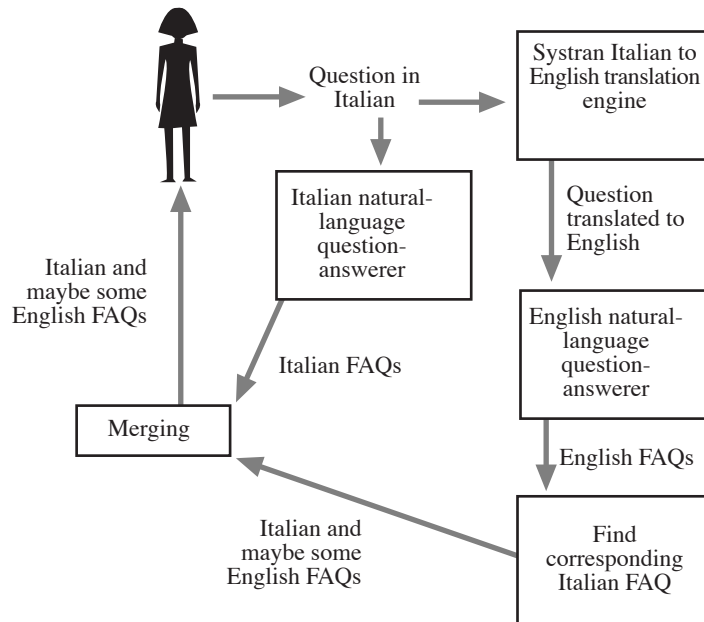 Question in
Italian
Systran Italian to
English translation
engine
Italian natural-
language
question-
answerer
Question
translated to
English
Italian and
maybe some
English FAQs
English natural-
language
question-
answerer
Italian FAQs
Merging
English FAQs
Italian and
maybe some
English FAQs
Find
corresponding
Italian FAQ